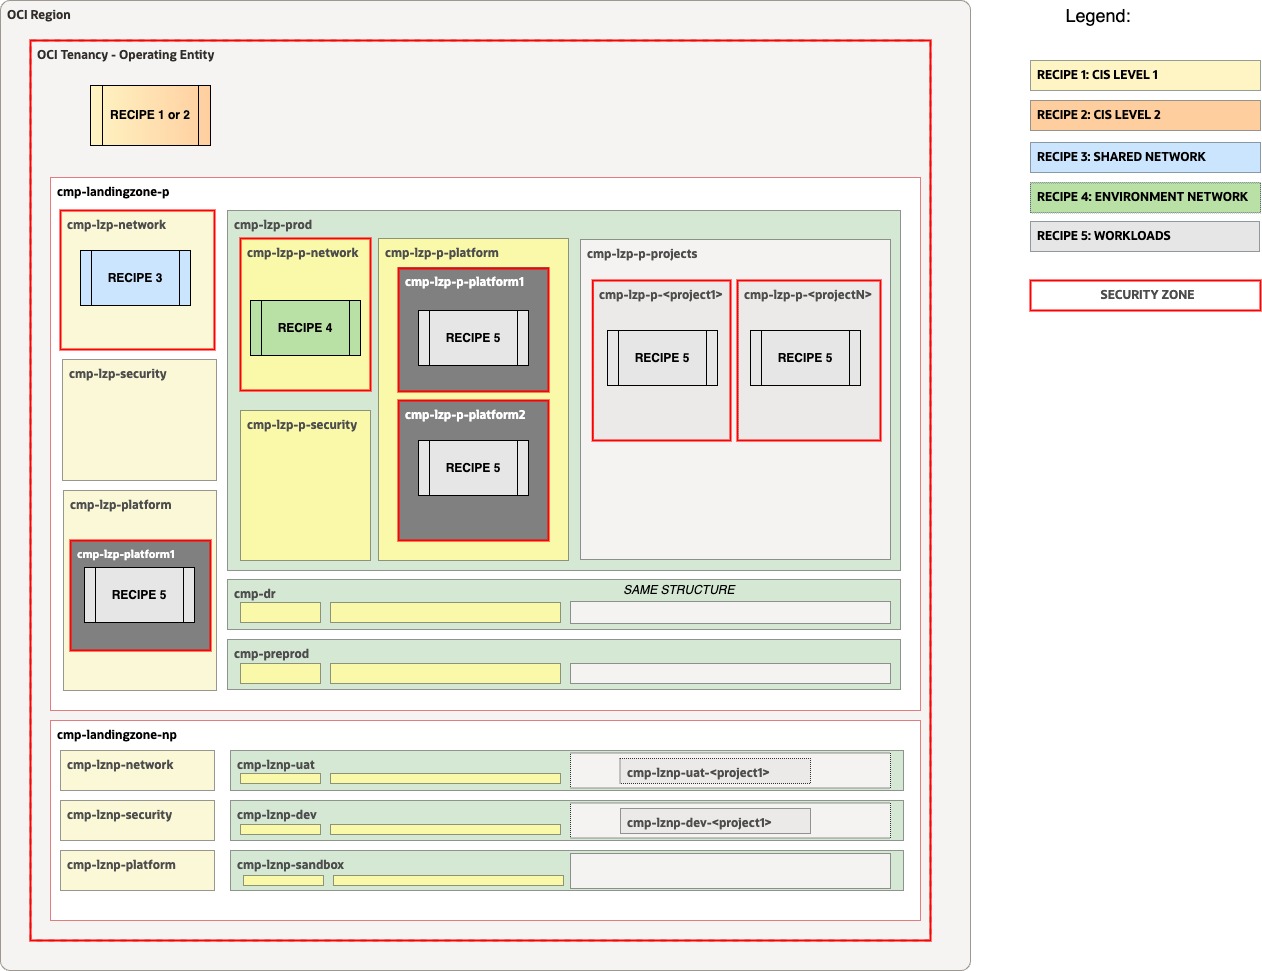 OCI Region
OCI Tenancy - Operating Entity
RECIPE 1 or 2
cmp-landingzone-p
cmp-lzp-network
RECIPE 3
cmp-lzp-security
cmp-lzp-platform
cmp-lzp-platform1
RECIPE 5
cmp-lzp-prod
cmp-lzp-p-network
RECIPE 4
cmp-lzp-p-security
cmp-lzp-p-platform
cmp-lzp-p-platform1
RECIPE 5
cmp-lzp-p-platform2
RECIPE 5
cmp-lzp-p-projects
cmp-lzp-p-<project1>
RECIPE 5
cmp-lzp-p-<projectN>
RECIPE 5
cmp-dr
SAME STRUCTURE
cmp-preprod
cmp-landingzone-np
cmp-lznp-network
cmp-lznp-security
cmp-lznp-platform
cmp-lznp-uat
cmp-lznp-uat-<project1>
cmp-lznp-dev
cmp-lznp-dev-<project1>
cmp-lznp-sandbox
Legend:
RECIPE 1: CIS LEVEL 1
RECIPE 2: CIS LEVEL 2
RECIPE 3: SHARED NETWORK
RECIPE 4: ENVIRONMENT NETWORK
RECIPE 5: WORKLOADS
SECURITY ZONE